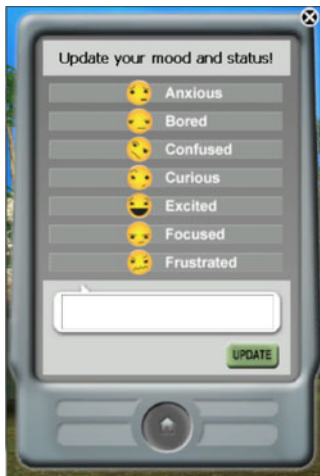 Update your mood and status!
Anxious
Bored
Confused
Curious
Excited
Focused
Frustrated
UPDATE